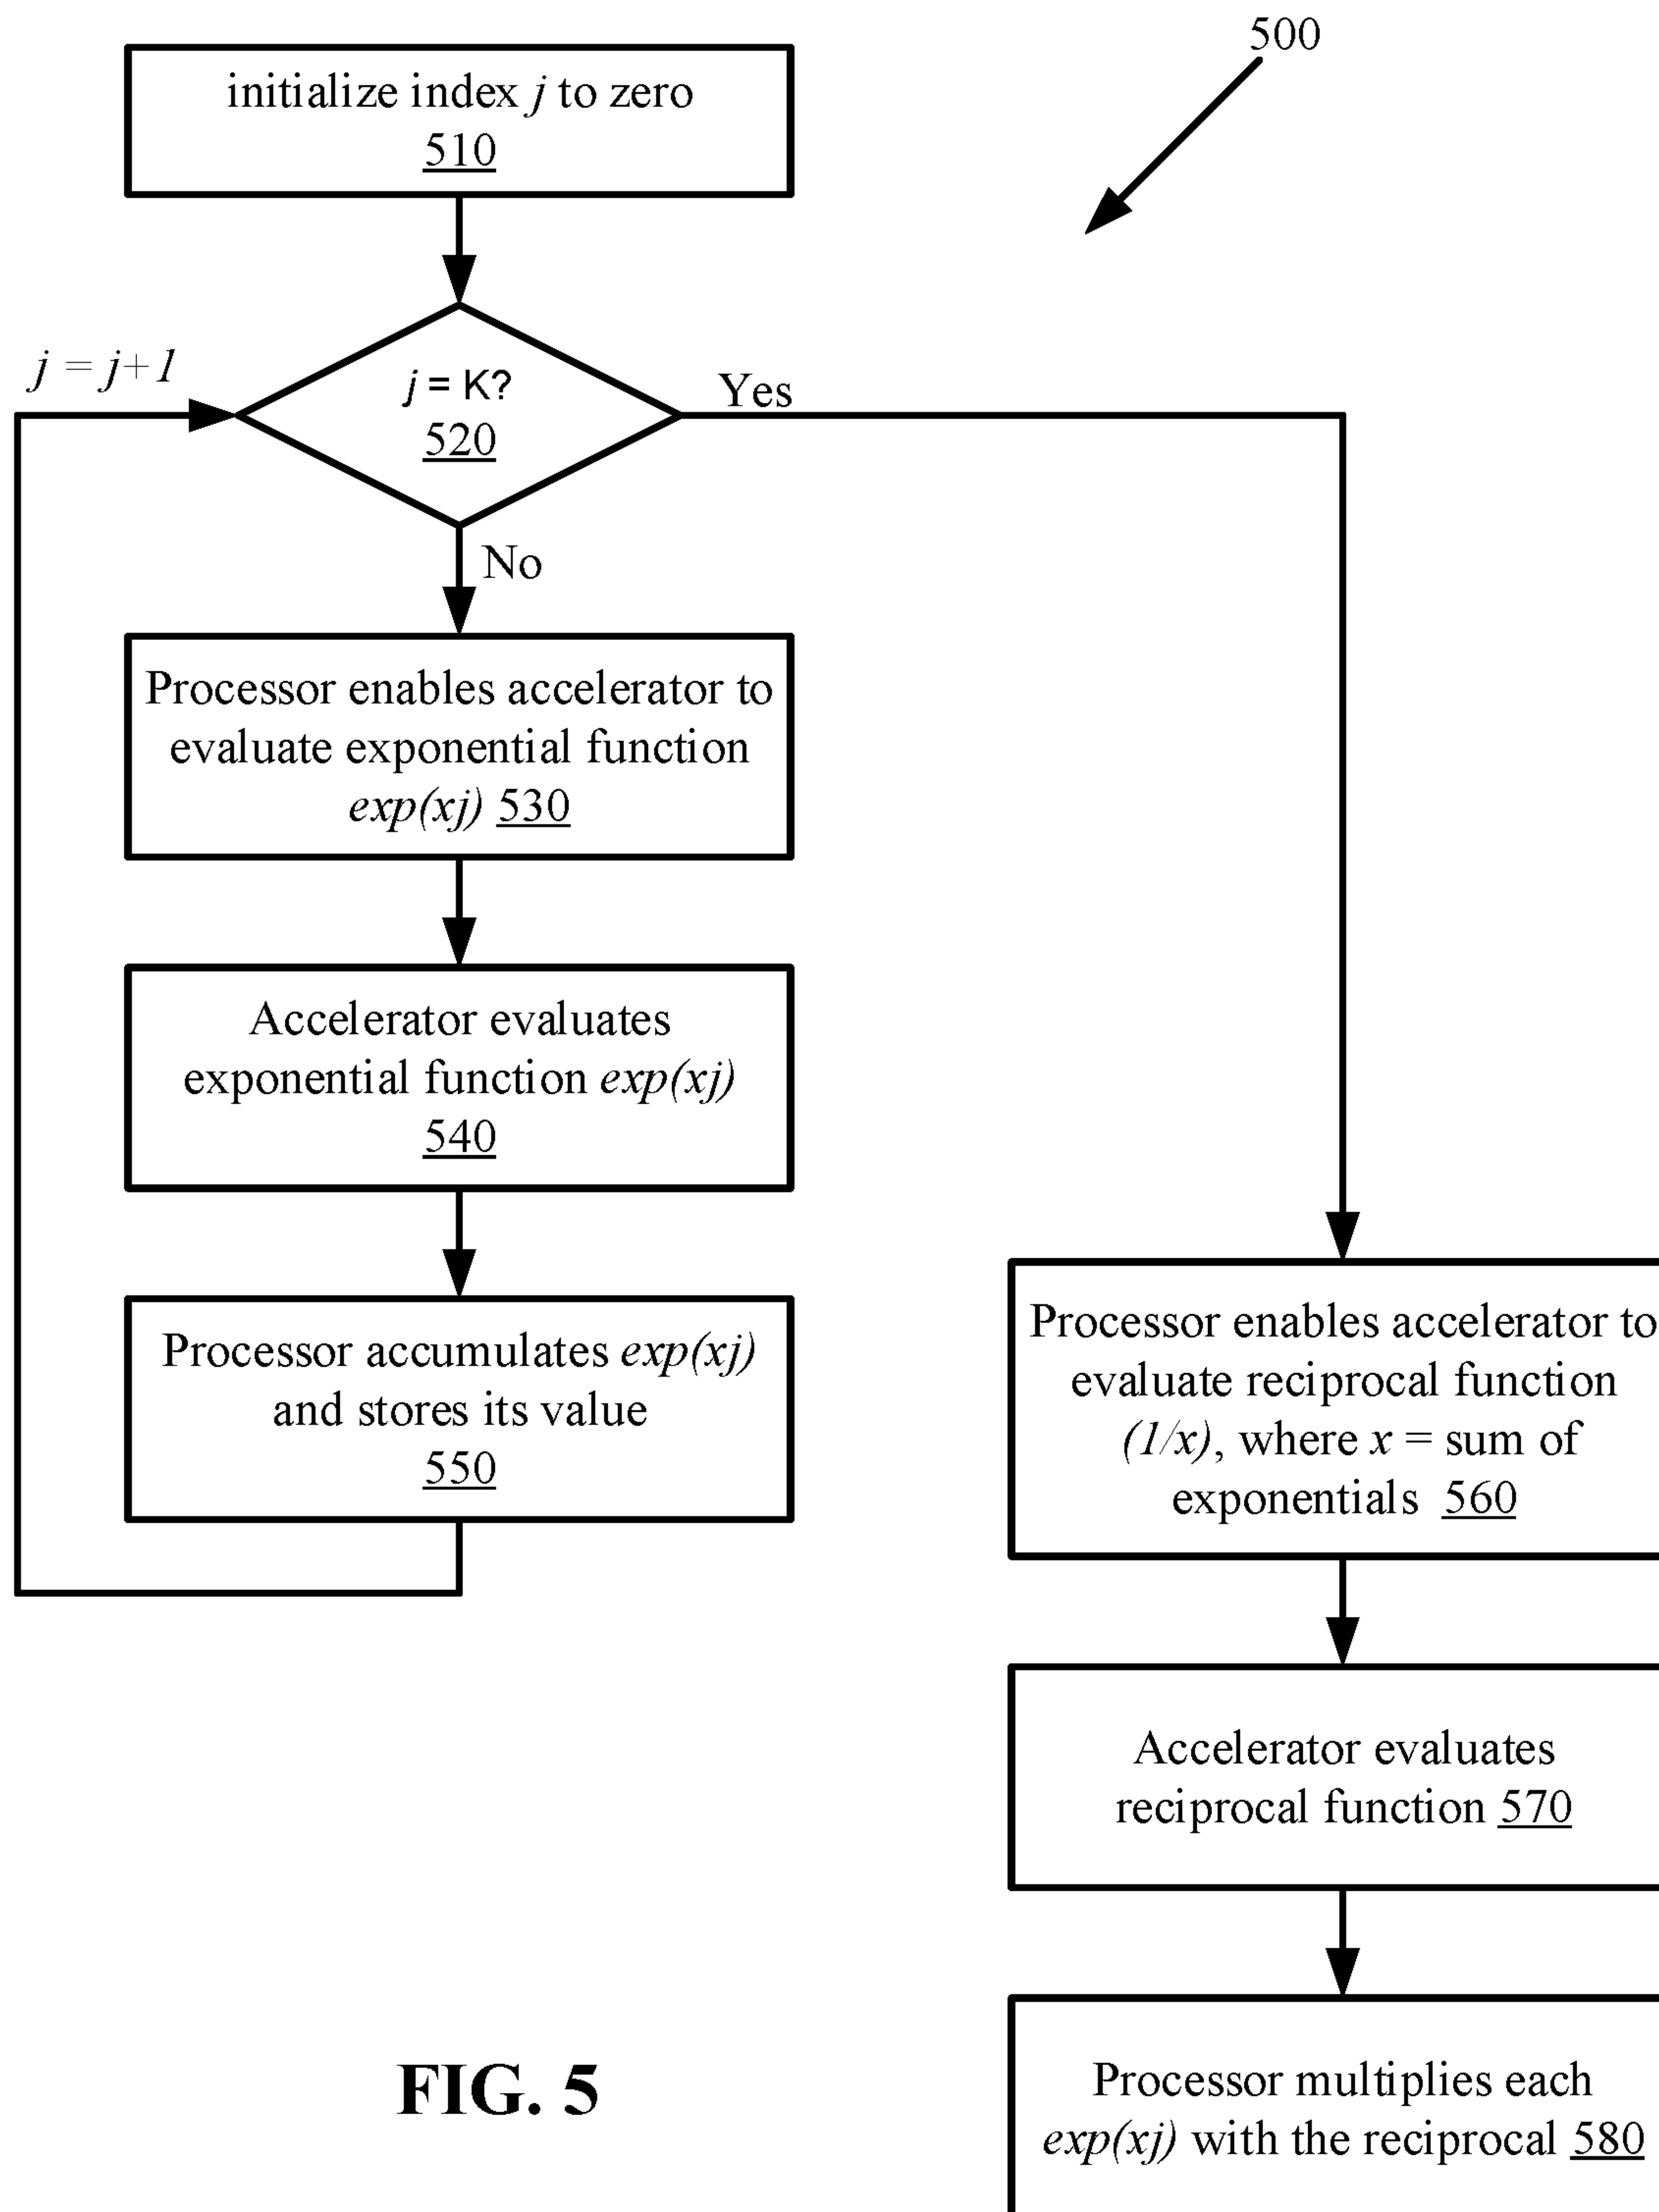 500
initialize index j to zero
510
j = j+1
j = K?
520
Yes
No
Processor enables accelerator to
evaluate exponential function
exp(xj) 530
Accelerator evaluates
exponential function exp(xj)
540
Processor accumulates exp(xj)
and stores its value
550
Processor enables accelerator to
evaluate reciprocal function
(1/x), where x = sum of
exponentials 560
Accelerator evaluates
reciprocal function 570
Processor multiplies each
exp(xj) with the reciprocal 580
FIG. 5